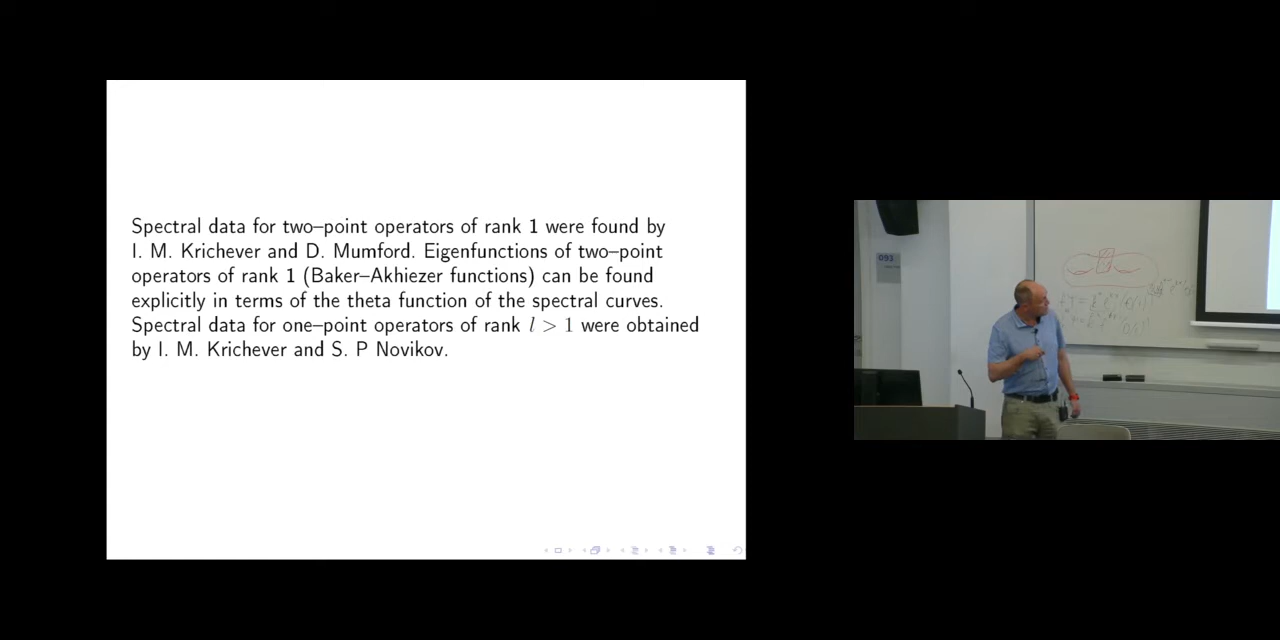 Spectral data for two–point operators of rank 1 were found by
I. M. Krichever and D. Mumford. Eigenfunctions of two–point
operators of rank 1 (Baker–Akhiezer functions) can be found
explicitly in terms of the theta function of the spectral curves.
Spectral data for one–point operators of rank l > 1 were obtained
by I. M. Krichever and S. P Novikov.
093